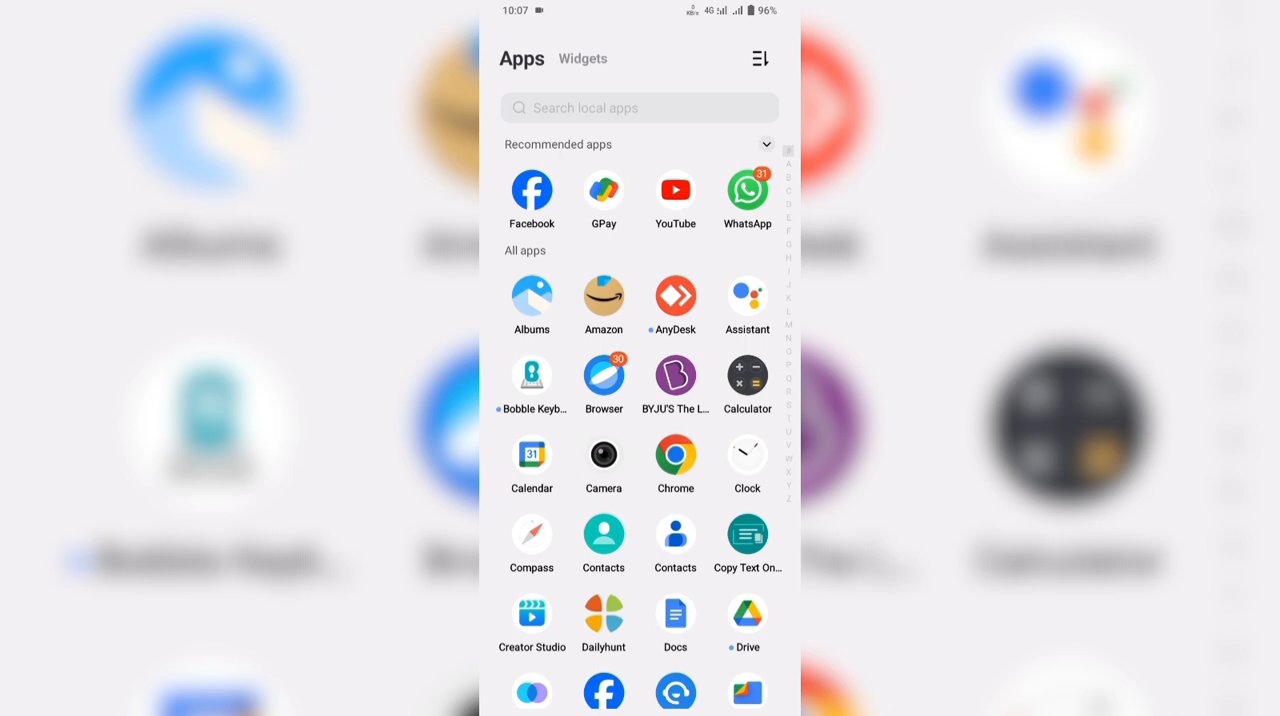 10:07
0 KB/s 4G 96%
Apps Widgets
Search local apps
Recommended apps
31
Facebook GPay YouTube WhatsApp
All apps
Albums Amazon AnyDesk Assistant
30
Bobble Keyb... Browser BYJU'S The L... Calculator
31
Calendar Camera Chrome Clock
Compass Contacts Contacts Copy Text On...
Creator Studio Dailyhunt Docs Drive
#
A
B
C
D
E
F
G
H
I
J
K
L
M
N
O
P
Q
R
S
T
U
V
W
X
Y
Z